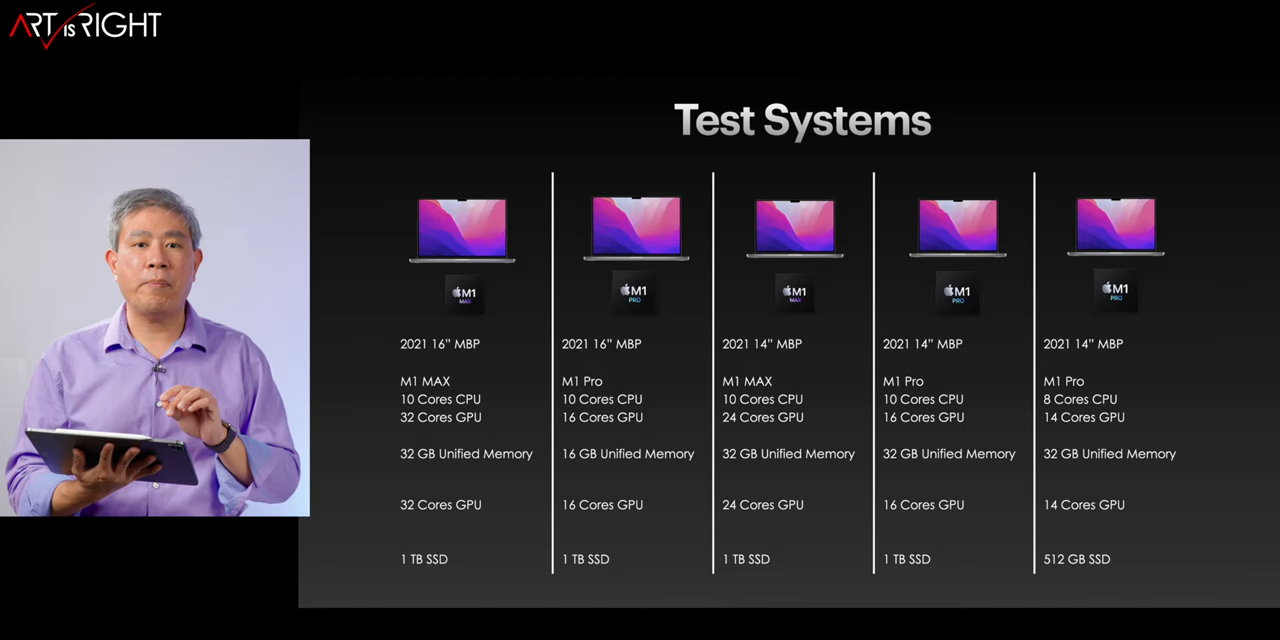 ART IS RIGHT
Test Systems
M1
MAX
M1
PRO
M1
MAX
M1
PRO
M1
PRO
2021 16” MBP
M1 MAX
10 Cores CPU
32 Cores GPU
32 GB Unified Memory
32 Cores GPU
1 TB SSD
2021 16” MBP
M1 Pro
10 Cores CPU
16 Cores GPU
16 GB Unified Memory
16 Cores GPU
1 TB SSD
2021 14” MBP
M1 MAX
10 Cores CPU
24 Cores GPU
32 GB Unified Memory
24 Cores GPU
1 TB SSD
2021 14” MBP
M1 Pro
10 Cores CPU
16 Cores GPU
32 GB Unified Memory
16 Cores GPU
1 TB SSD
2021 14” MBP
M1 Pro
8 Cores CPU
14 Cores GPU
32 GB Unified Memory
14 Cores GPU
512 GB SSD